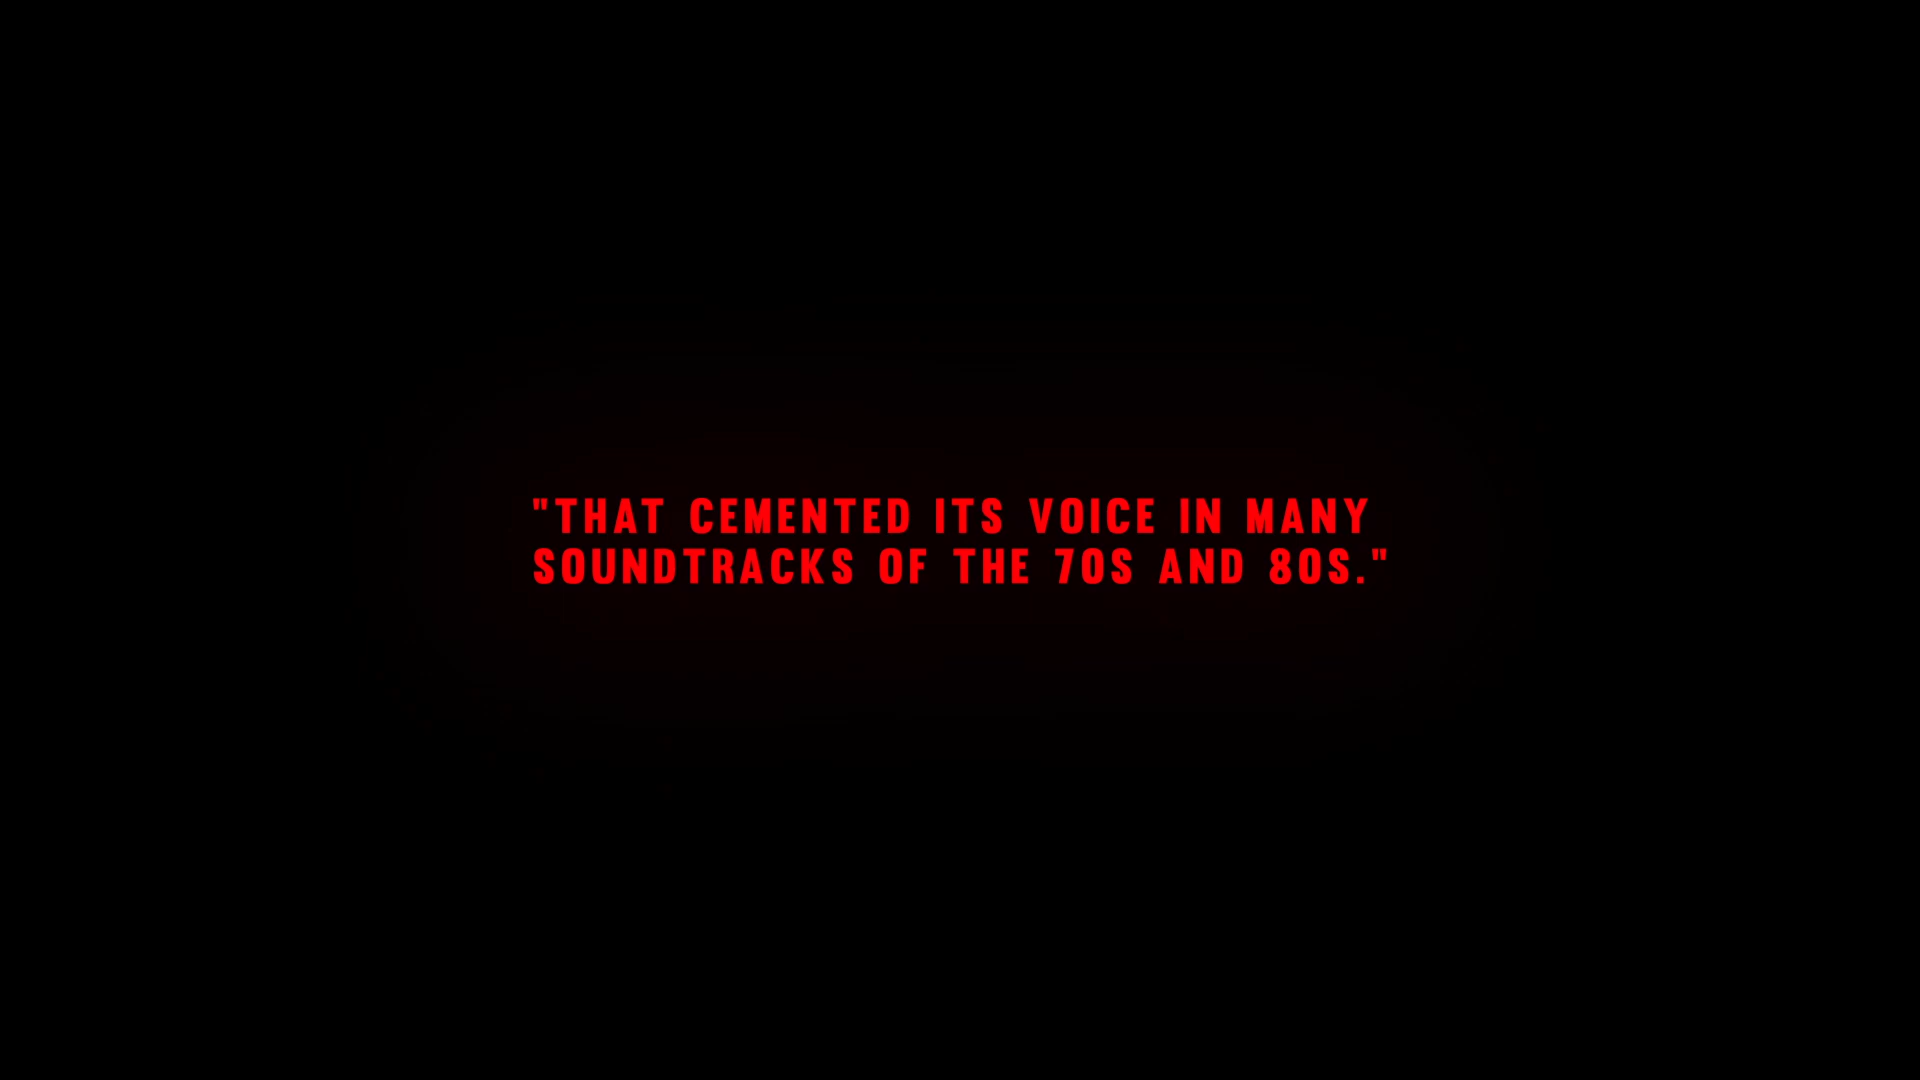 "THAT CEMENTED ITS VOICE IN MANY
SOUNDTRACKS OF THE 70S AND 80S."